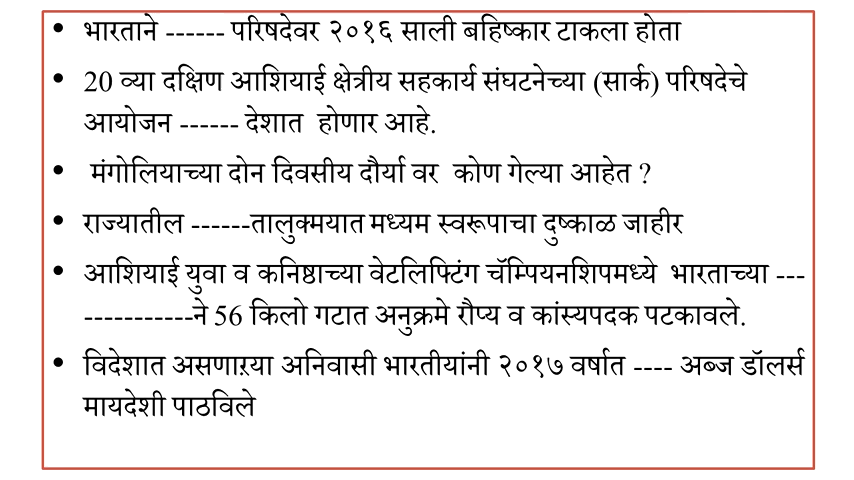 • भारताने ------ परिषदेवर २०१६ साली बहिष्कार टाकला होता
• 20 व्या दक्षिण आशियाई क्षेत्रीय सहकार्य संघटनेच्या (सार्क) परिषदेचे
आयोजन ------ देशात होणार आहे.
• मंगोलियाच्या दोन दिवसीय दौर्या वर कोण गेल्या आहेत ?
• राज्यातील ------तालुक्मयात मध्यम स्वरूपाचा दुष्काळ जाहीर
• आशियाई युवा व कनिष्ठाच्या वेटलिफ्टिंग चॅम्पियनशिपमध्ये भारताच्या ---
------------ने 56 किलो गटात अनुक्रमे रौप्य व कांस्यपदक पटकावले.
• विदेशात असणाऱया अनिवासी भारतीयांनी २०१७ वर्षात ---- अब्ज डॉलर्स
मायदेशी पाठविले